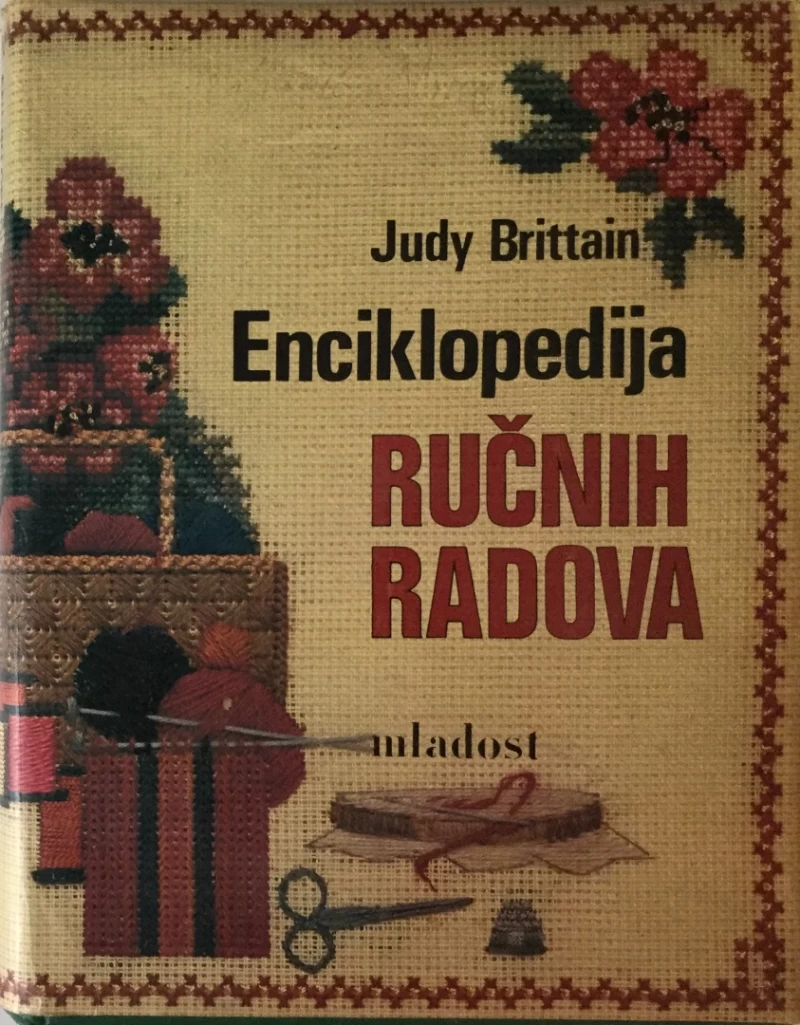 Judy Brittain
Enciklopedija
RUČNIH
RADOVA
mladost